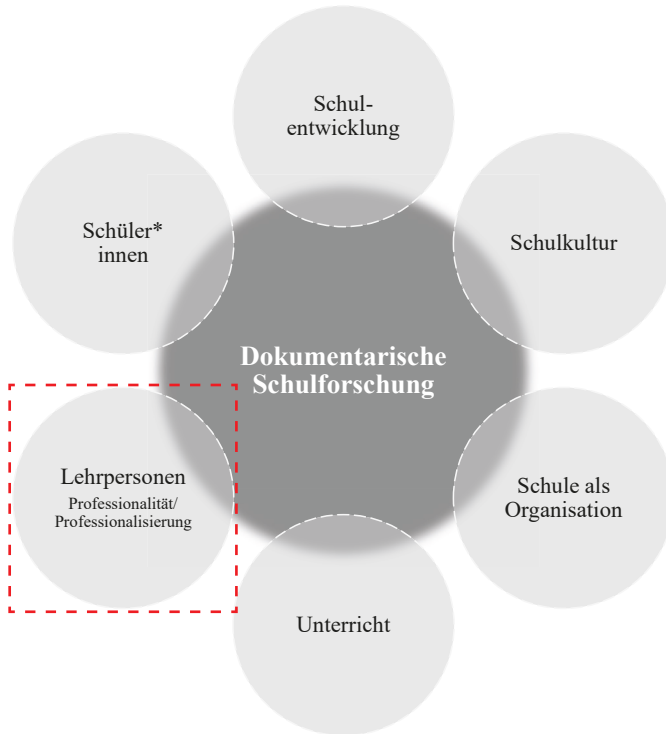 Schul-
entwicklung
Schüler*
innen
Schulkultur
Dokumentarische
Schulforschung
Lehrpersonen
Professionalität/
Professionalisierung
Schule als
Organisation
Unterricht